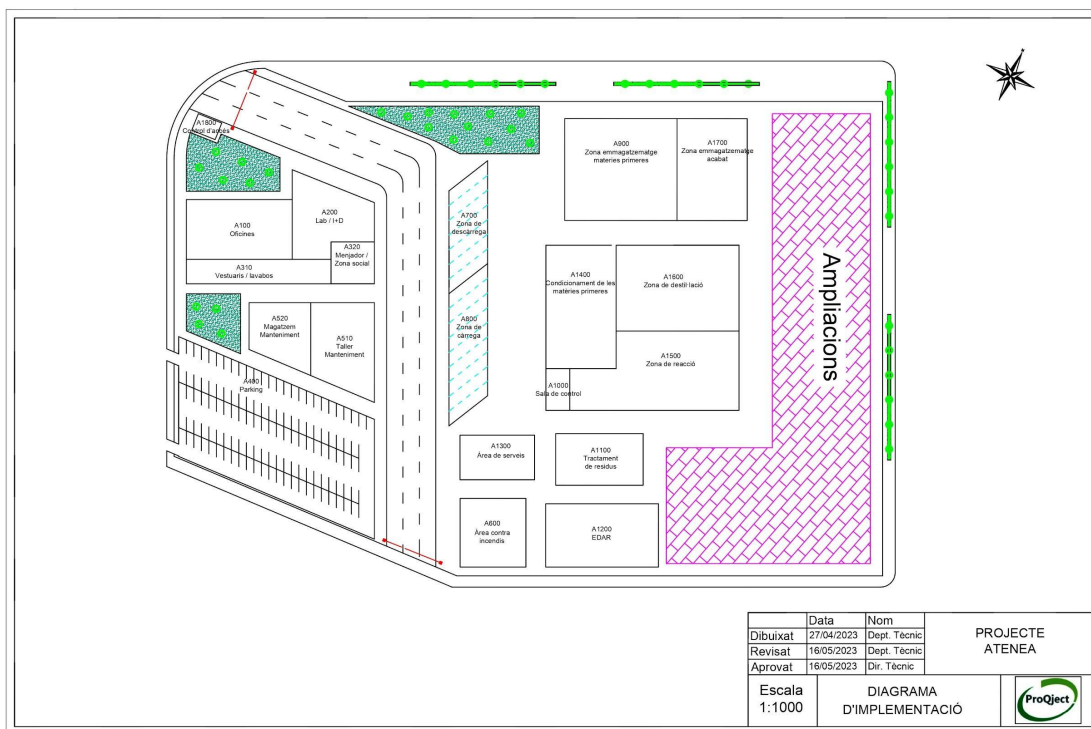 A1800
Control d'accés
A900
Zona emmagatzematge
materies primeres
A1700
Zona emmagatzematge
acabat
A200
Lab / I+D
A100
Oficines
A700
Zona de
descàrrega
A320
Menjador /
Zona social
A310
Vestuaris / lavabos
A1400
Condicionament de les
matèries primeres
A1600
Zona de destil·lació
Ampliacions
A520
Magatzem
Manteniment
A510
Taller
Manteniment
A800
Zona de
càrrega
A1500
Zona de reacció
A400
Parking
A1000
Sala de control
A1300
Àrea de serveis
A1100
Tractament
de residus
A600
Àrea contra
incendis
A1200
EDAR
Data Nom
Dibuixat 27/04/2023 Dept. Tècnic
Revisat 16/05/2023 Dept. Tècnic
Aprovat 16/05/2023 Dir. Tècnic
PROJECTE
ATENEA
Escala
1:1000
DIAGRAMA
D'IMPLEMENTACIÓ
ProQject